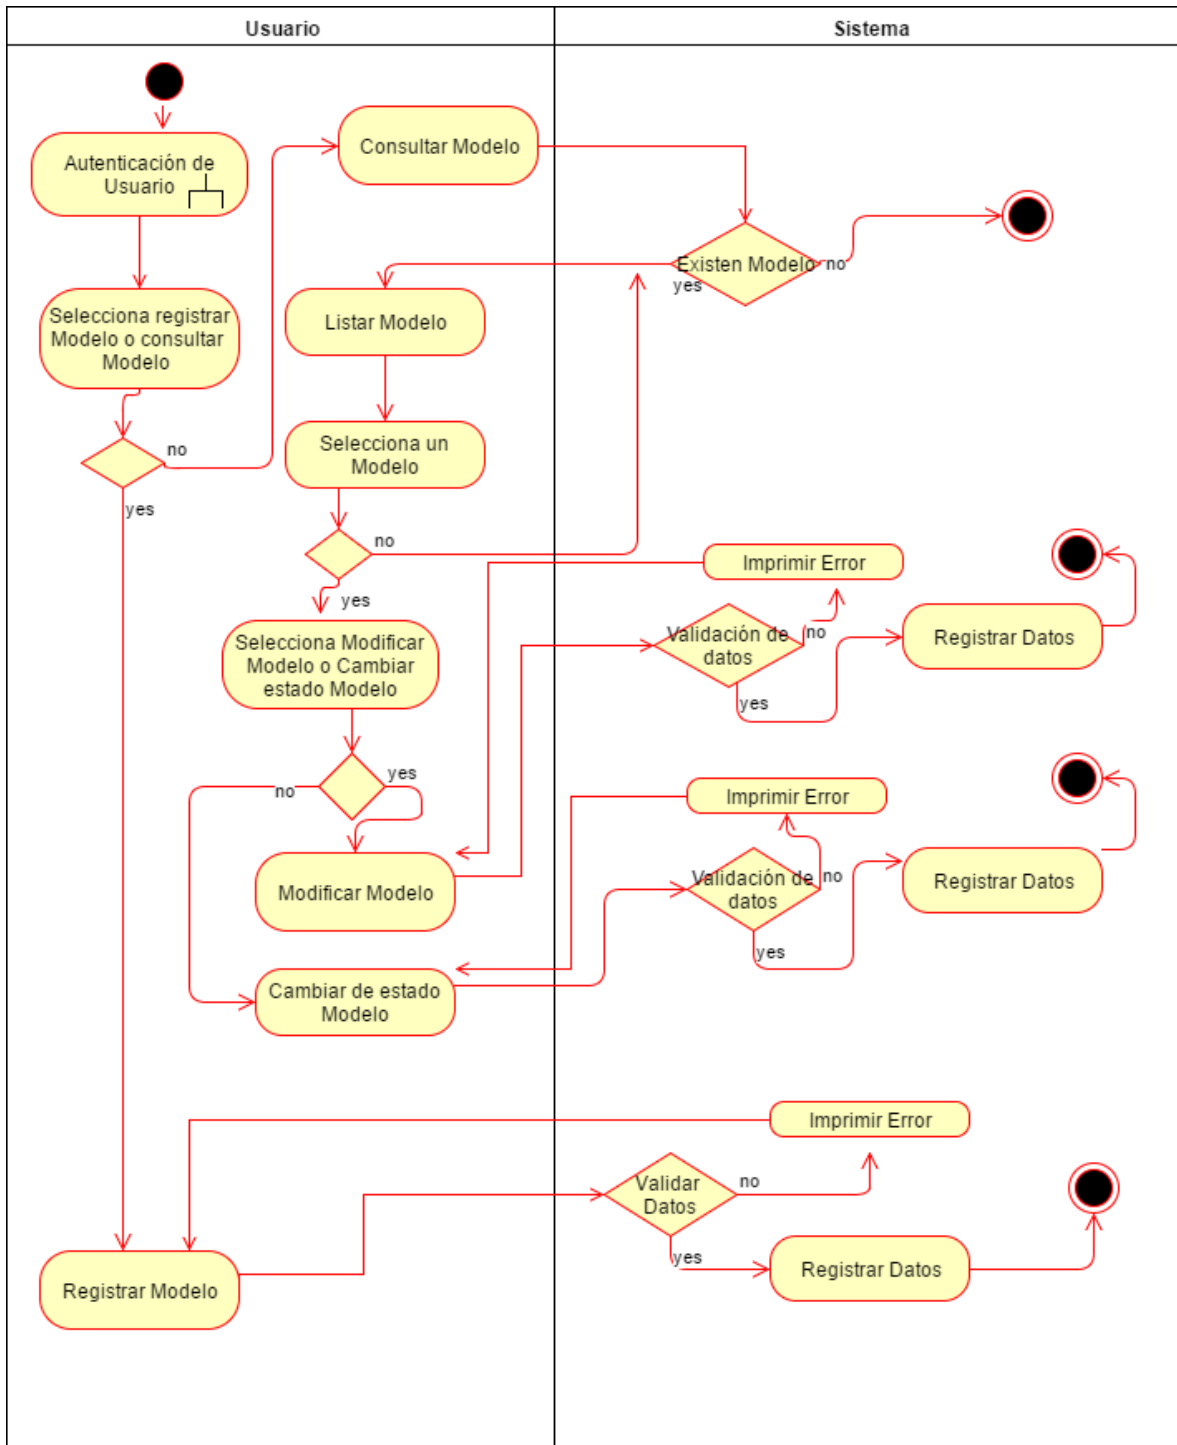 Usuario
Sistema
Autenticación de
Usuario
Consultar Modelo
Existen Modelo
no
yes
Selecciona registrar
Modelo o consultar
Modelo
Listar Modelo
no
yes
Selecciona un
Modelo
no
yes
Imprimir Error
Validación de
datos
no
yes
Registrar Datos
Selecciona Modificar
Modelo o Cambiar
estado Modelo
yes
no
Imprimir Error
Modificar Modelo
Validación de
datos
no
yes
Registrar Datos
Cambiar de estado
Modelo
Imprimir Error
Validar
Datos
no
yes
Registrar Datos
Registrar Modelo